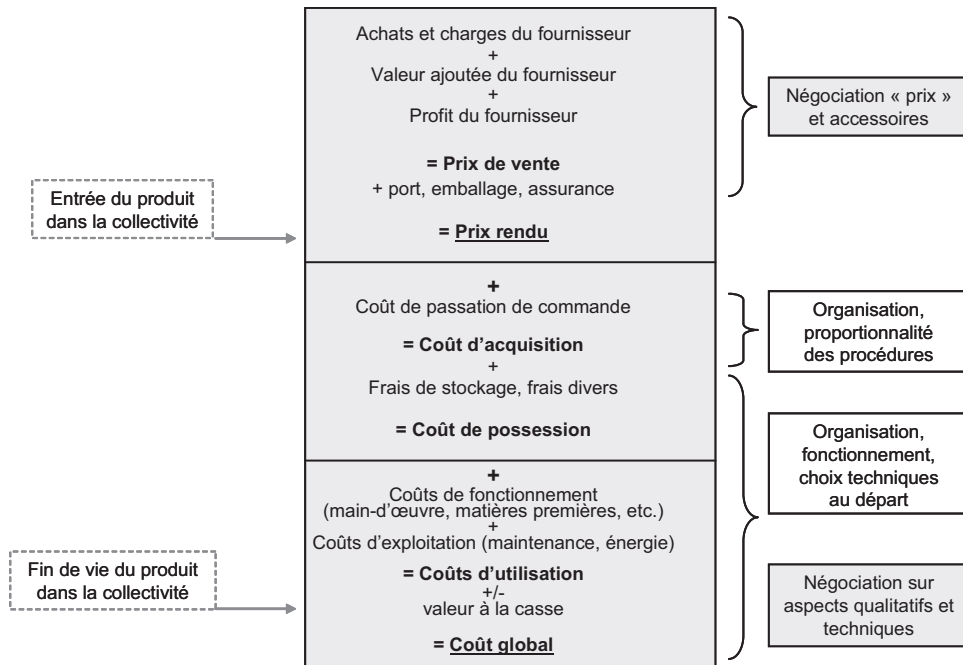 Achats et charges du fournisseur
+
Valeur ajoutée du fournisseur
+
Profit du fournisseur
= Prix de vente
+ port, emballage, assurance
= Prix rendu
Négociation « prix »
et accessoires
Entrée du produit
dans la collectivité
+
Coût de passation de commande
= Coût d’acquisition
+
Frais de stockage, frais divers
= Coût de possession
Organisation,
proportionnalité
des procédures
Organisation,
fonctionnement,
choix techniques
au départ
+
Coûts de fonctionnement
(main-d’œuvre, matières premières, etc.)
+
Coûts d’exploitation (maintenance, énergie)
= Coûts d’utilisation
+/-
valeur à la casse
= Coût global
Fin de vie du produit
dans la collectivité
Négociation sur
aspects qualitatifs et
techniques